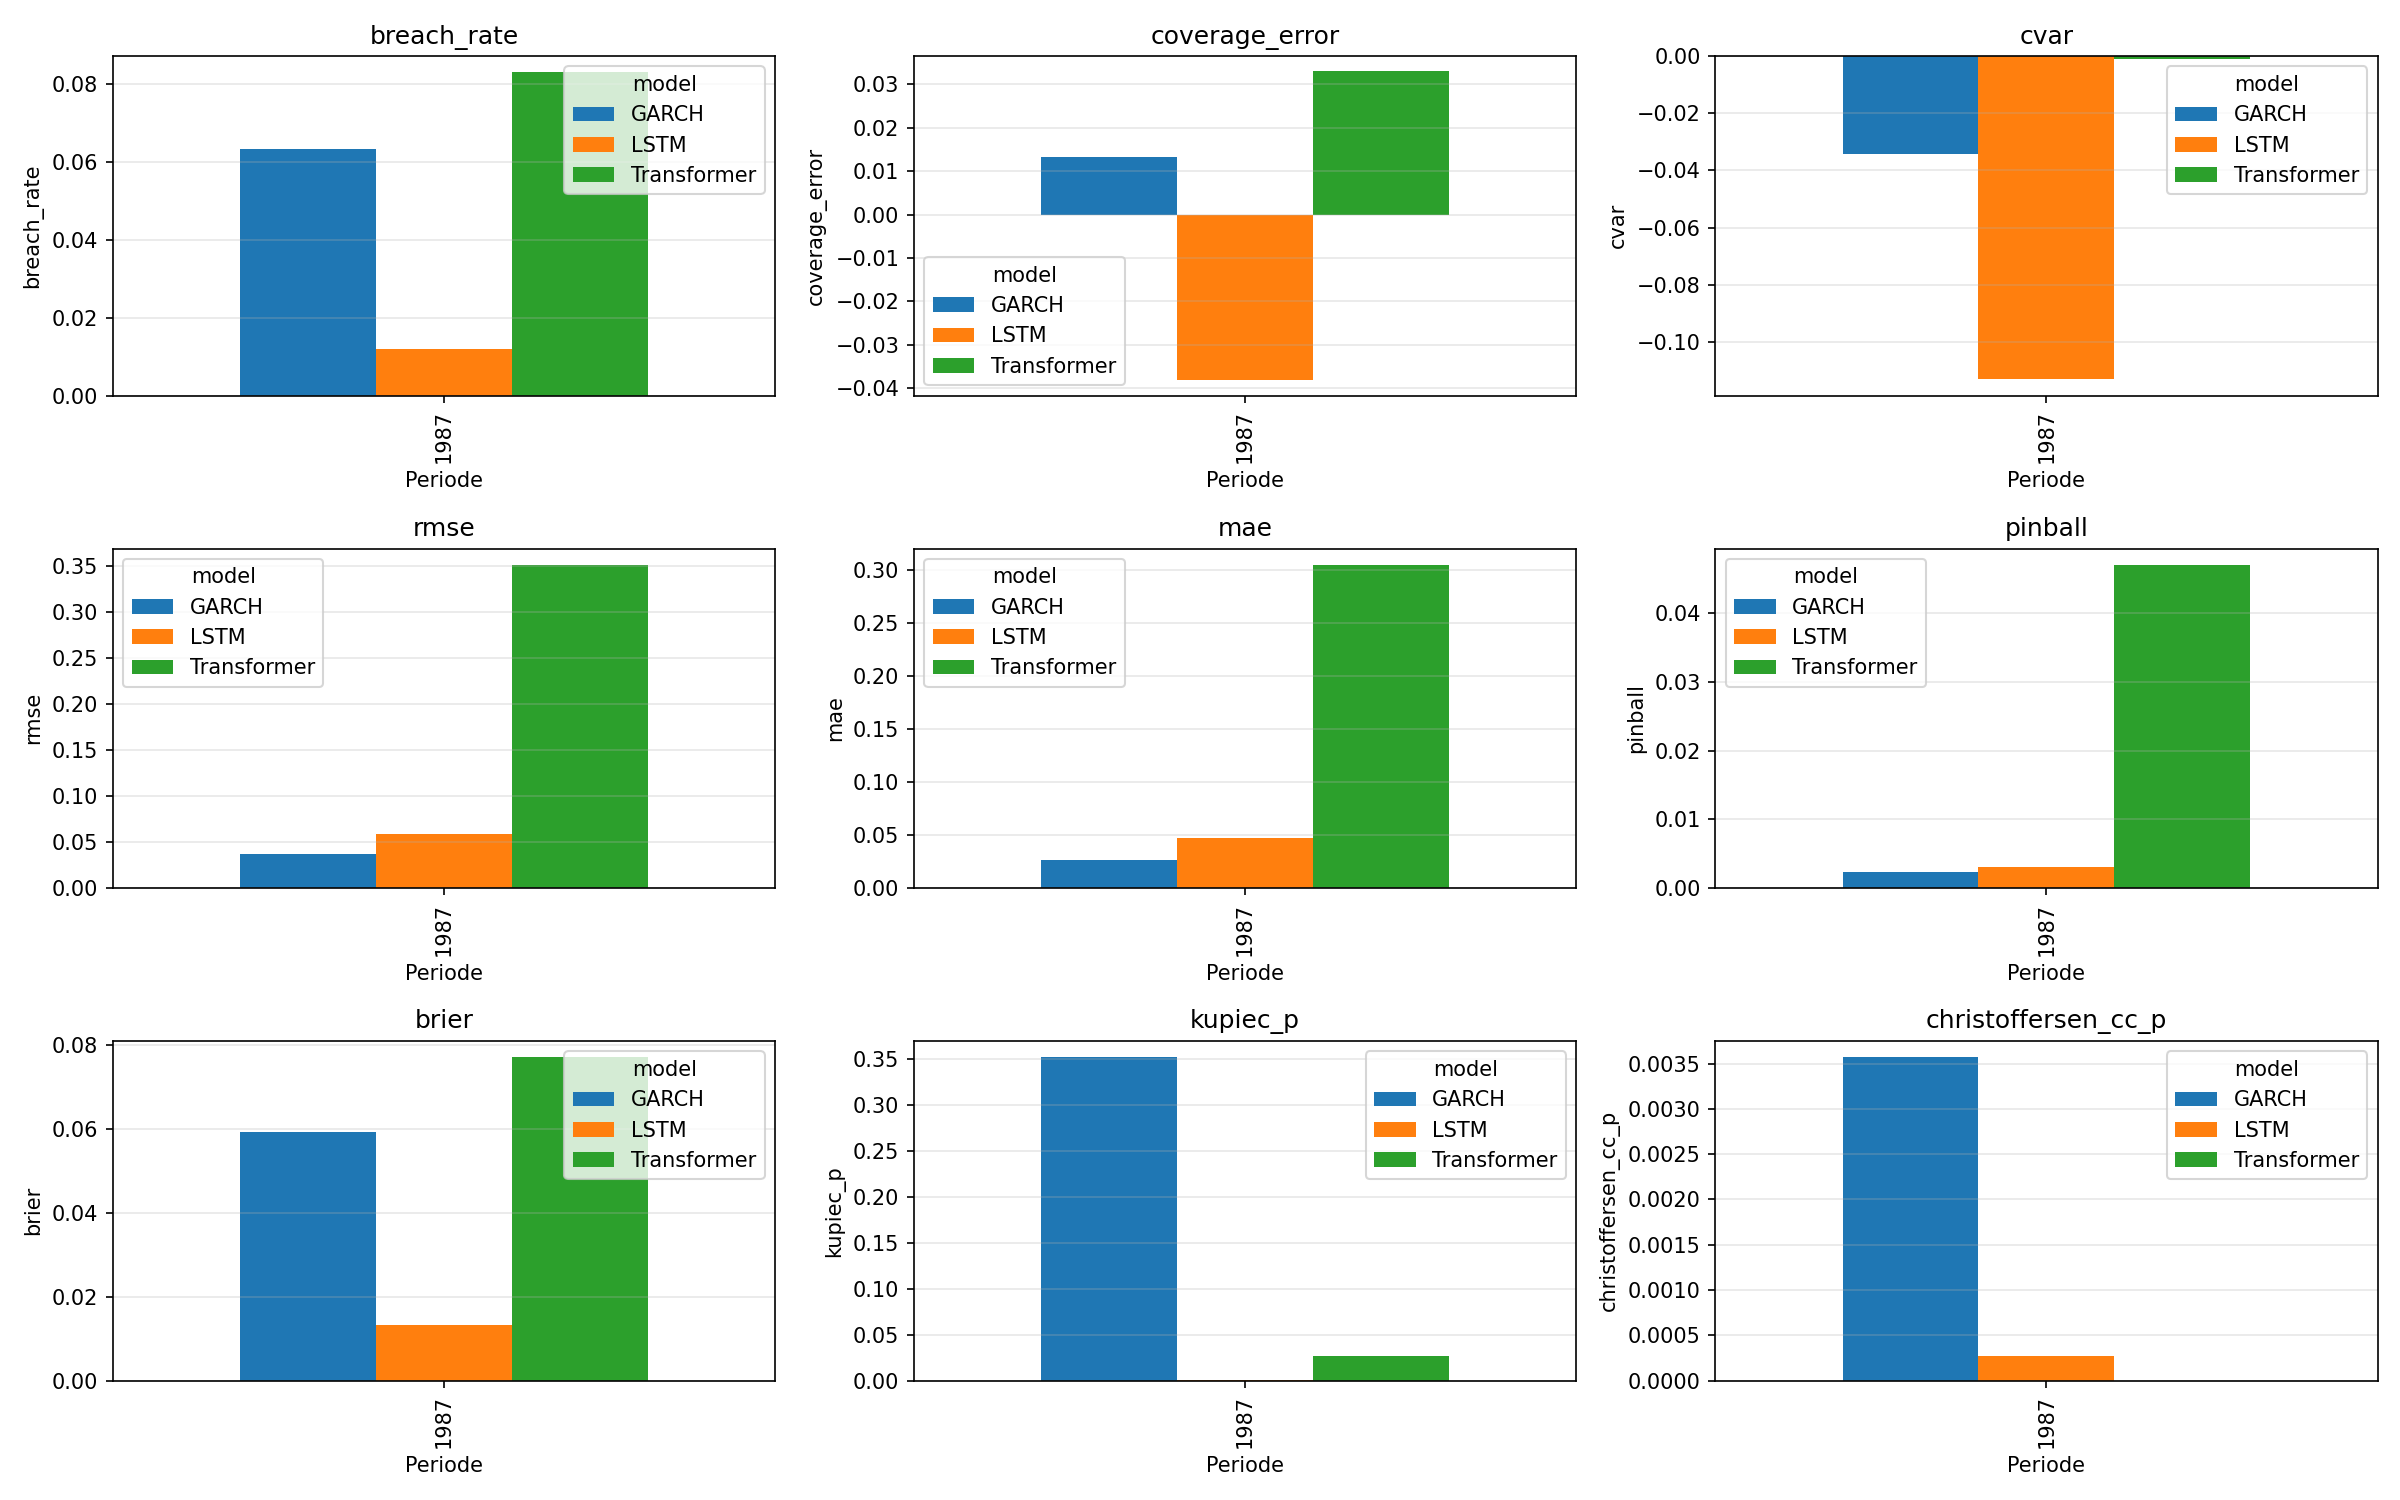 breach_rate
breach_rate
0.08
0.06
0.04
0.02
0.00
model
GARCH
LSTM
Transformer
1987
Periode
coverage_error
coverage_error
0.03
0.02
0.01
0.00
−0.01
−0.02
−0.03
−0.04
model
GARCH
LSTM
Transformer
1987
Periode
cvar
cvar
0.00
−0.02
−0.04
−0.06
−0.08
−0.10
model
GARCH
LSTM
Transformer
1987
Periode
rmse
rmse
0.35
0.30
0.25
0.20
0.15
0.10
0.05
0.00
model
GARCH
LSTM
Transformer
1987
Periode
mae
mae
0.30
0.25
0.20
0.15
0.10
0.05
0.00
model
GARCH
LSTM
Transformer
1987
Periode
pinball
pinball
0.04
0.03
0.02
0.01
0.00
model
GARCH
LSTM
Transformer
1987
Periode
brier
brier
0.08
0.06
0.04
0.02
0.00
model
GARCH
LSTM
Transformer
1987
Periode
kupiec_p
kupiec_p
0.35
0.30
0.25
0.20
0.15
0.10
0.05
0.00
model
GARCH
LSTM
Transformer
1987
Periode
christoffersen_cc_p
christoffersen_cc_p
0.0035
0.0030
0.0025
0.0020
0.0015
0.0010
0.0005
0.0000
model
GARCH
LSTM
Transformer
1987
Periode